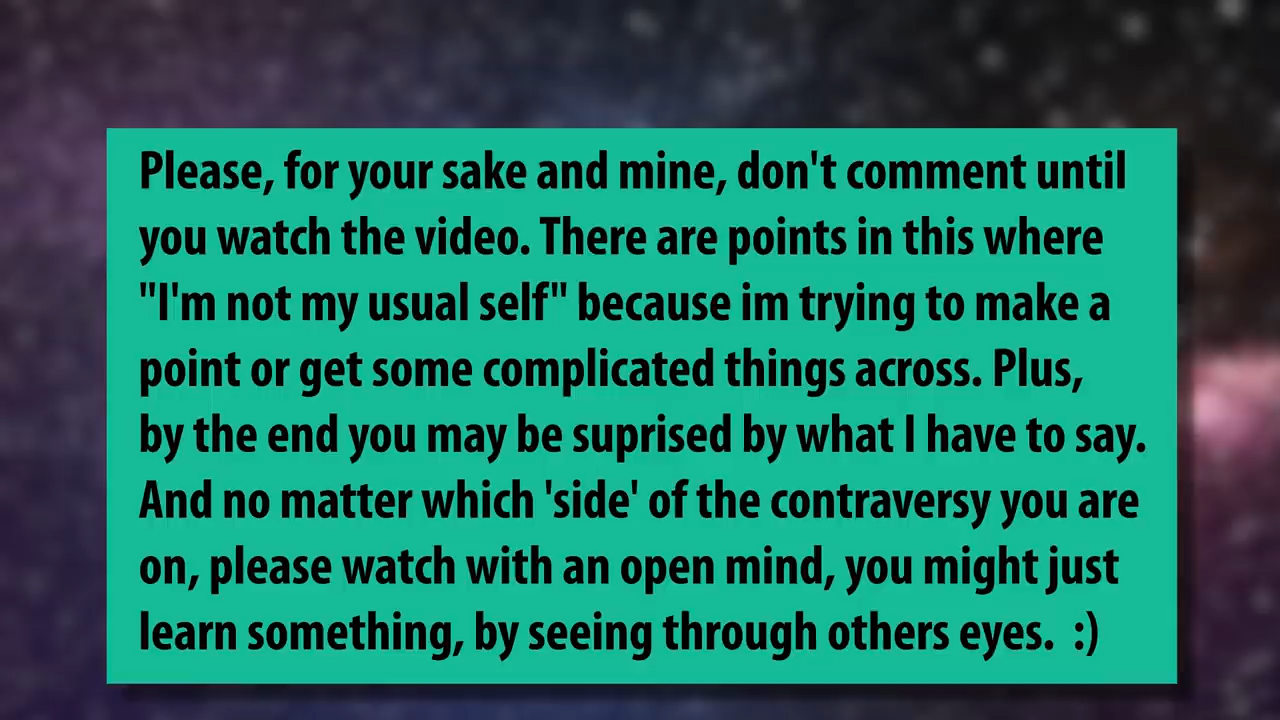 Please, for your sake and mine, don't comment until
you watch the video. There are points in this where
"I'm not my usual self" because im trying to make a
point or get some complicated things across. Plus,
by the end you may be suprised by what I have to say.
And no matter which 'side' of the contraversy you are
on, please watch with an open mind, you might just
learn something, by seeing through others eyes.  :)